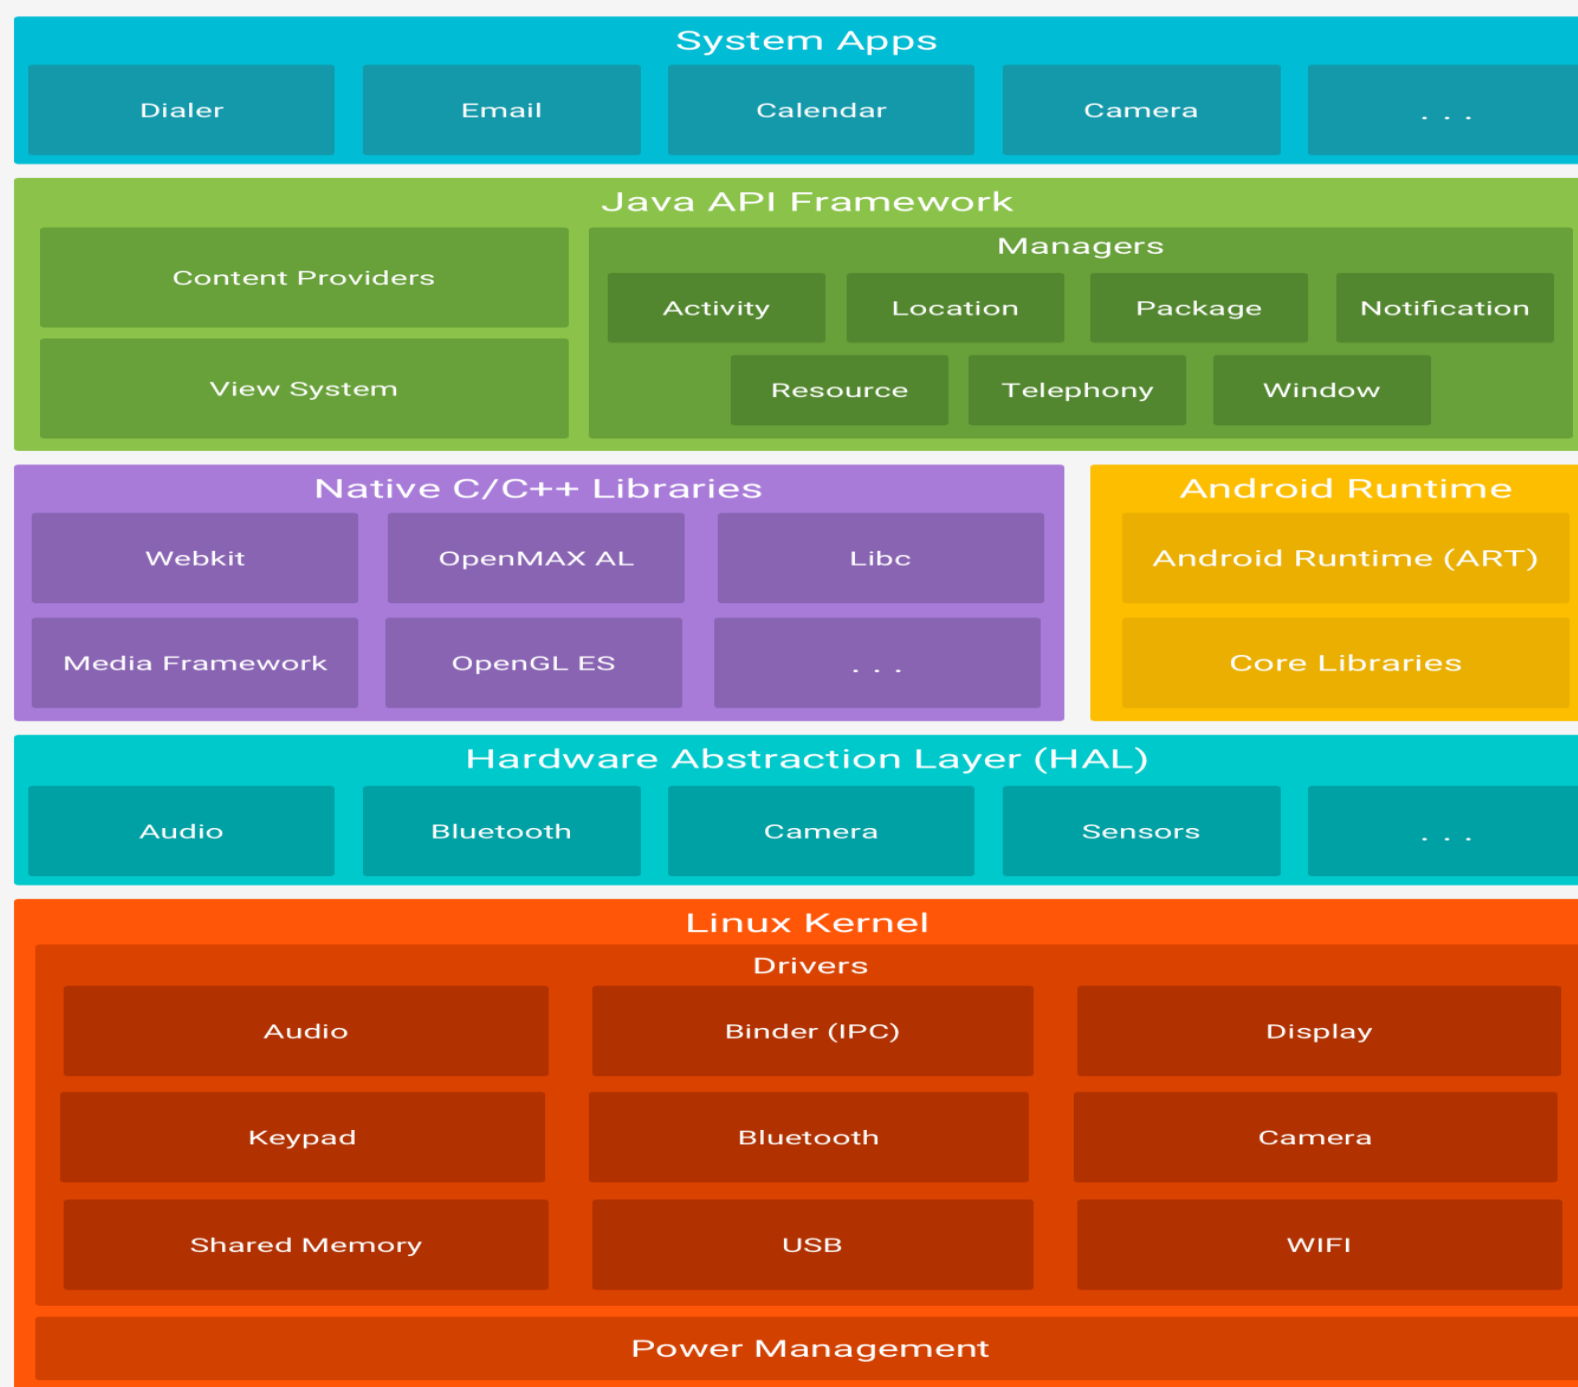 System Apps
Dialer Email Calendar Camera . . .
Java API Framework
Content Providers
View System
Managers
Activity Location Package Notification
Resource Telephony Window
Native C/C++ Libraries
Webkit OpenMAX AL Libc
Media Framework OpenGL ES . . .
Android Runtime
Android Runtime (ART)
Core Libraries
Hardware Abstraction Layer (HAL)
Audio Bluetooth Camera Sensors . . .
Linux Kernel
Drivers
Audio Binder (IPC) Display
Keypad Bluetooth Camera
Shared Memory USB WIFI
Power Management